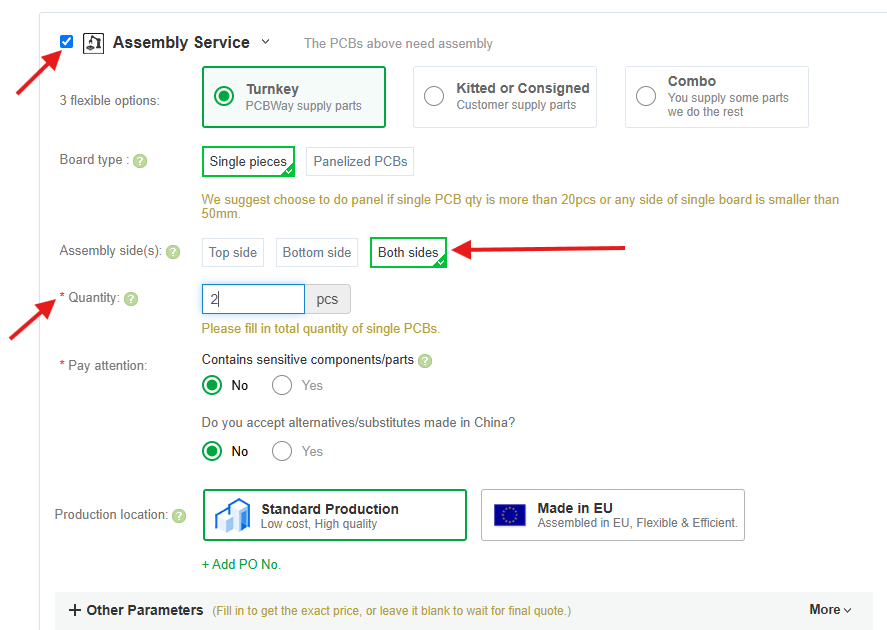 Assembly Service The PCBs above need assembly
3 flexible options:
Turnkey
PCBWay supply parts
Kitted or Consigned
Customer supply parts
Combo
You supply some parts
we do the rest
Board type :
Single pieces
Panelized PCBs
We suggest choose to do panel if single PCB qty is more than 20pcs or any side of single board is smaller than
50mm.
Assembly side(s):
Top side
Bottom side
Both sides
* Quantity:
2
pcs
Please fill in total quantity of single PCBs.
* Pay attention:
Contains sensitive components/parts
No
Yes
Do you accept alternatives/substitutes made in China?
No
Yes
Production location:
Standard Production
Low cost, High quality
Made in EU
Assembled in EU, Flexible & Efficient.
+ Add PO No.
+ Other Parameters (Fill in to get the exact price, or leave it blank to wait for final quote.) More